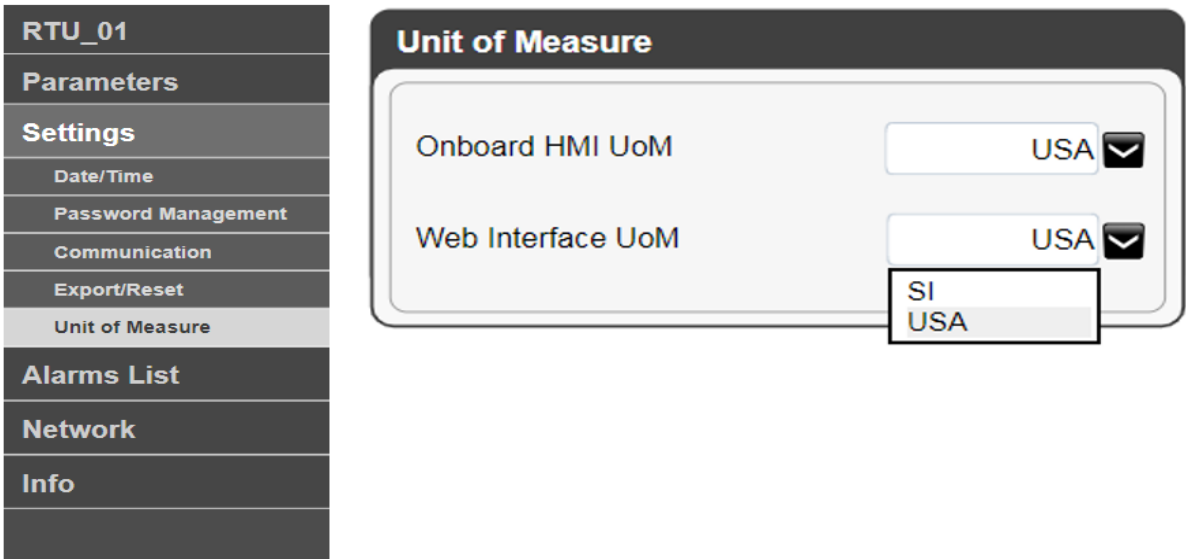 RTU_01
Parameters
Settings
Date/Time
Password Management
Communication
Export/Reset
Unit of Measure
Alarms List
Network
Info
Unit of Measure
Onboard HMI UoM USA
Web Interface UoM USA
SI
USA